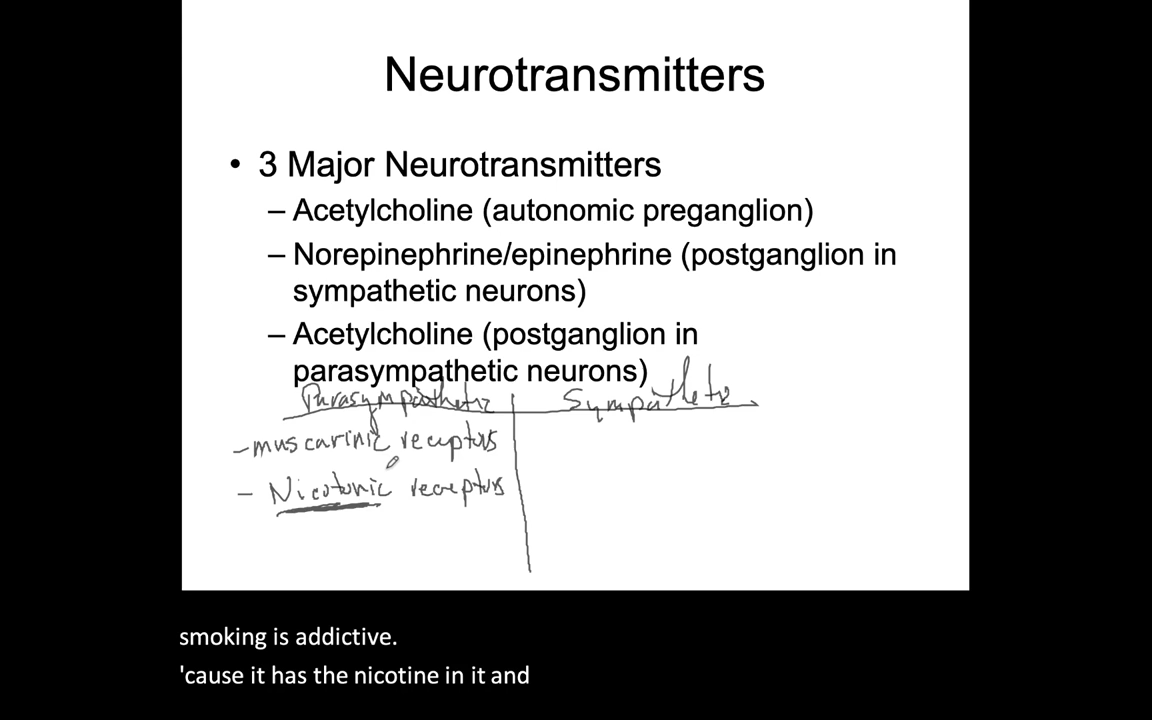 Neurotransmitters
• 3 Major Neurotransmitters
– Acetylcholine (autonomic preganglion)
– Norepinephrine/epinephrine (postganglion in
sympathetic neurons)
– Acetylcholine (postganglion in
parasympathetic neurons)
Parasympathetic Sympathetic
- muscarinic receptors
- Nicotonic receptors
smoking is addictive.
'cause it has the nicotine in it and